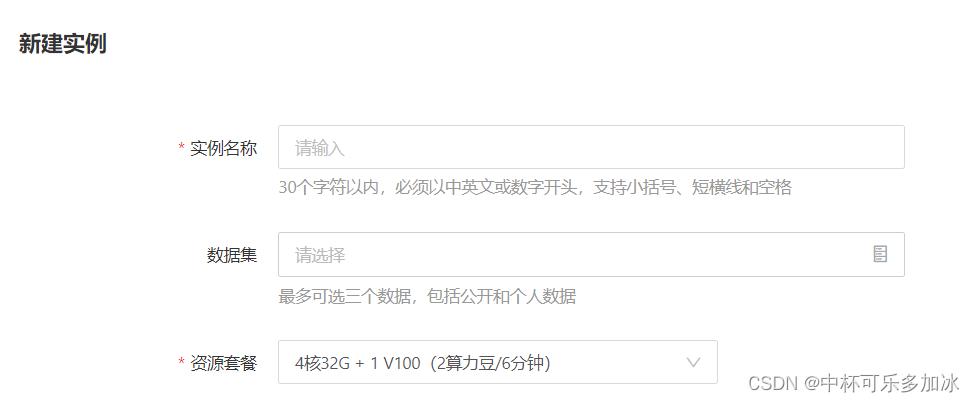 新建实例
* 实例名称 请输入
30个字符以内，必须以中英文或数字开头，支持小括号、短横线和空格
数据集 请选择
最多可选三个数据，包括公开和个人数据
* 资源套餐 4核32G + 1 V100（2算力豆/6分钟）
CSDN @中杯可乐多加冰